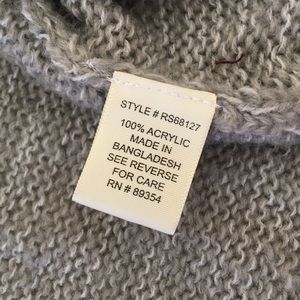 STYLE # RS68127
100% ACRYLIC
MADE IN
BANGLADESH
SEE REVERSE
FOR CARE
RN # 89354